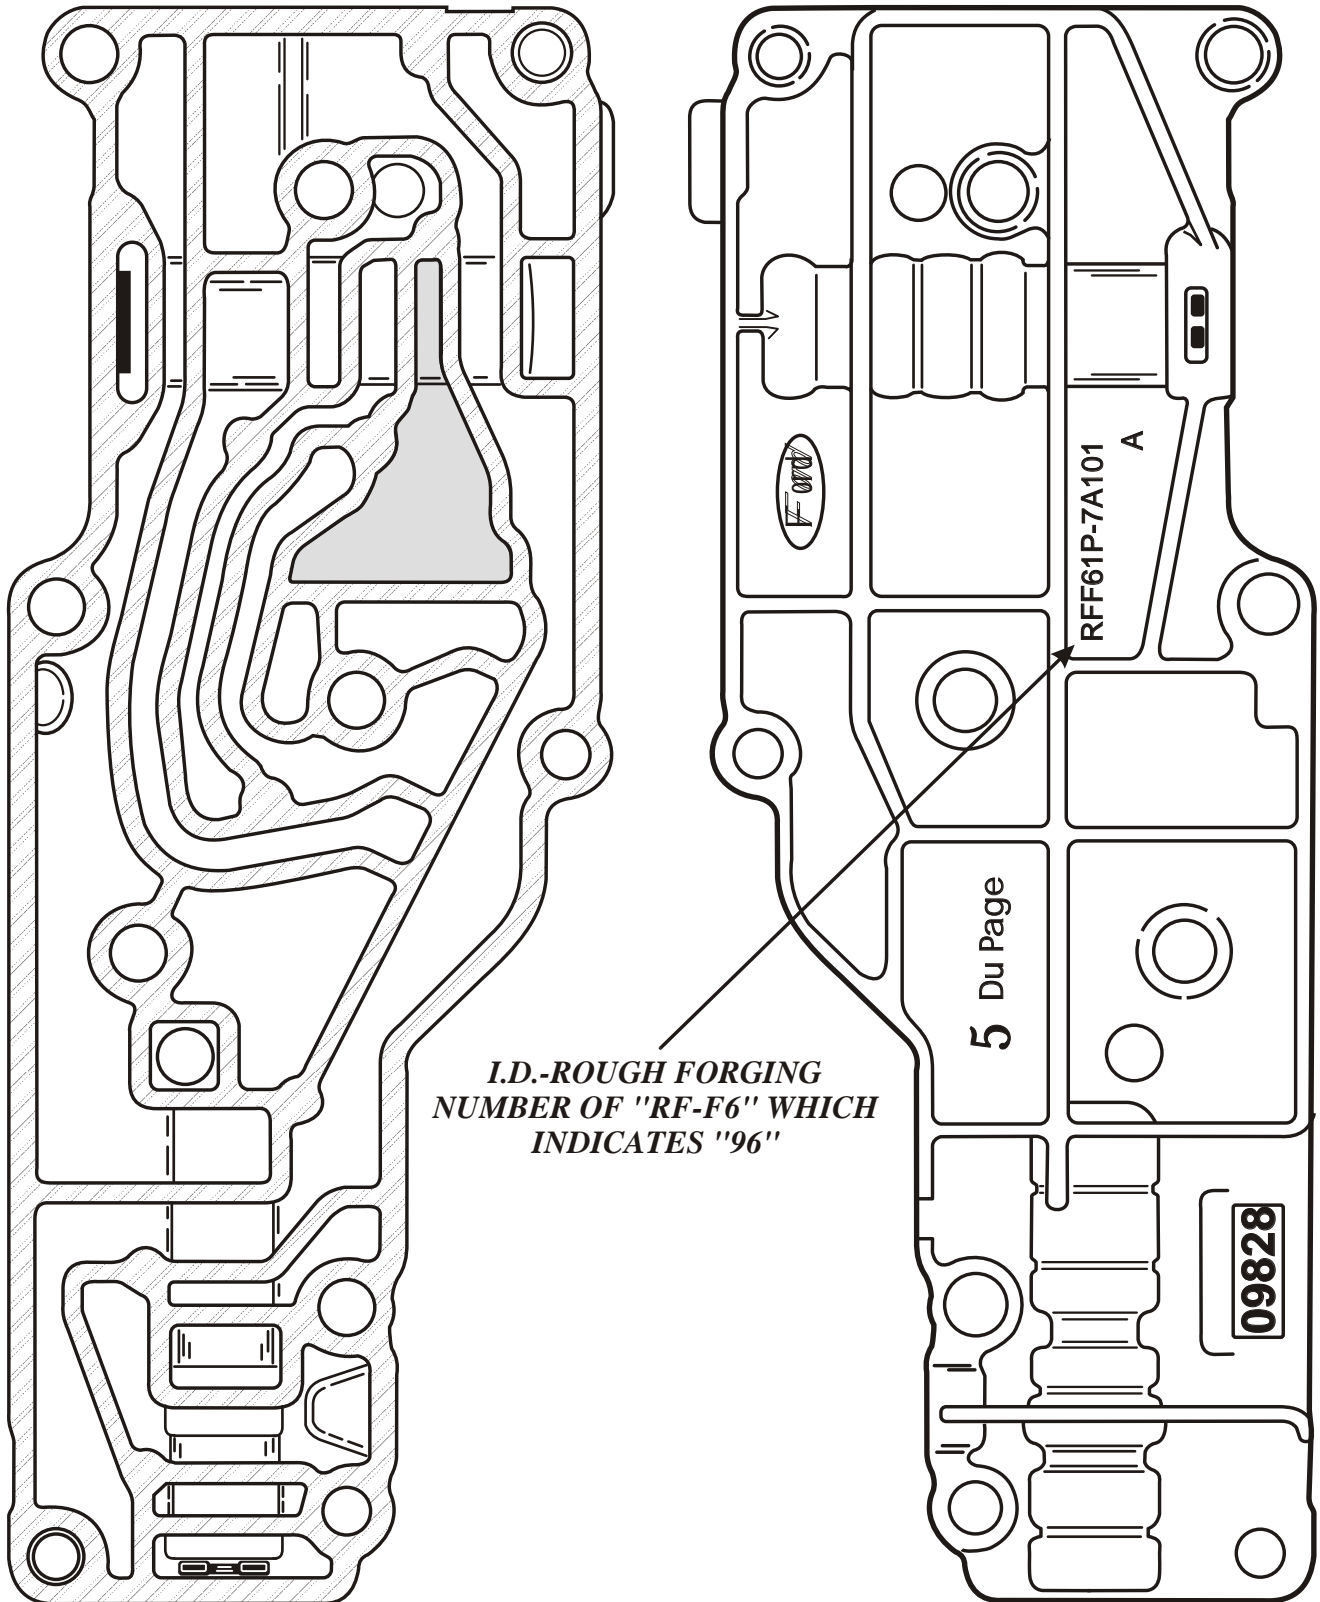 Ford
RFF61P-7A101
A
5 Du Page
I.D.-ROUGH FORGING
NUMBER OF "RF-F6" WHICH
INDICATES "96"
09828